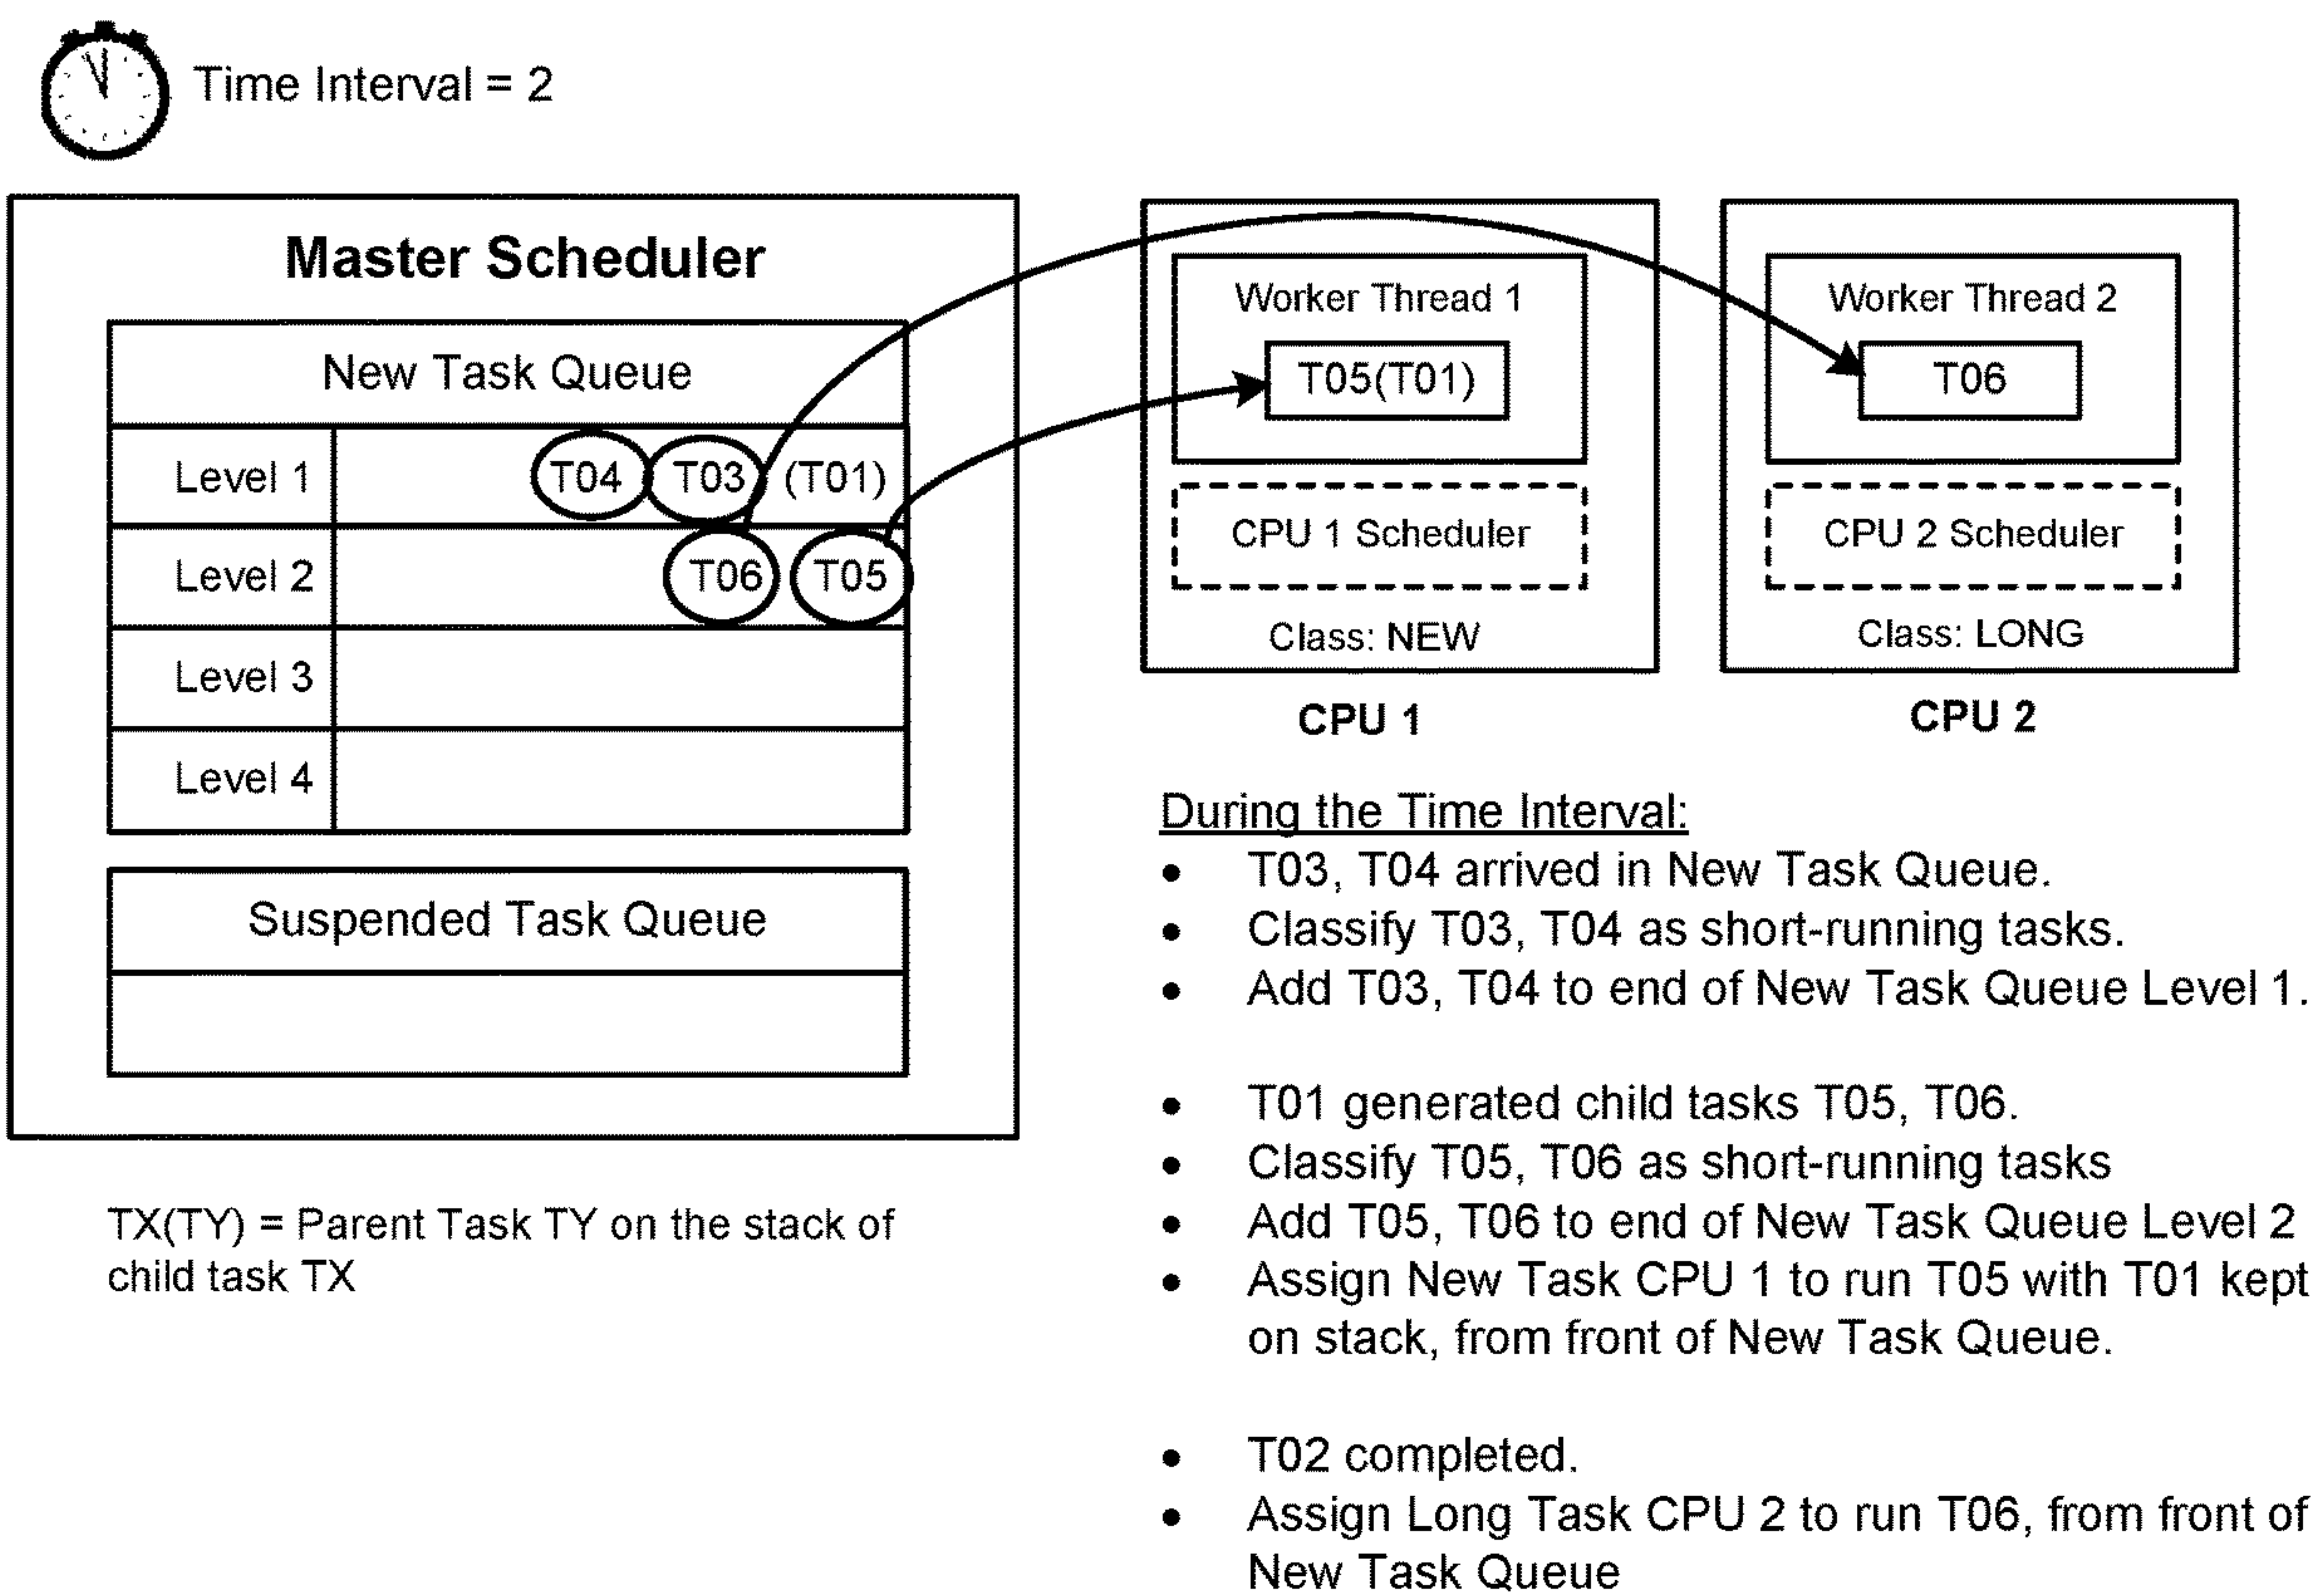 Time Interval = 2
Master Scheduler
New Task Queue
Level 1
T04
T03
(T01)
Level 2
T06
T05
Level 3
Level 4
Suspended Task Queue
TX(TY) = Parent Task TY on the stack of
child task TX
Worker Thread 1
T05(T01)
CPU 1 Scheduler
Class: NEW
CPU 1
Worker Thread 2
T06
CPU 2 Scheduler
Class: LONG
CPU 2
During the Time Interval:
• T03, T04 arrived in New Task Queue.
• Classify T03, T04 as short-running tasks.
• Add T03, T04 to end of New Task Queue Level 1.
• T01 generated child tasks T05, T06.
• Classify T05, T06 as short-running tasks
• Add T05, T06 to end of New Task Queue Level 2
• Assign New Task CPU 1 to run T05 with T01 kept
on stack, from front of New Task Queue.
• T02 completed.
• Assign Long Task CPU 2 to run T06, from front of
New Task Queue